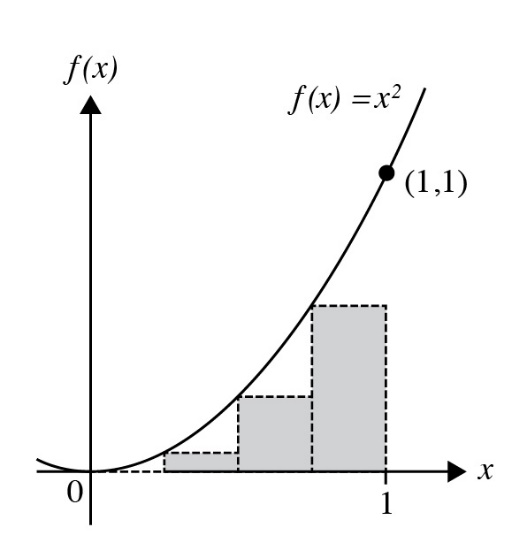 f(x)
f(x) = x²
(1,1)
x
0
1